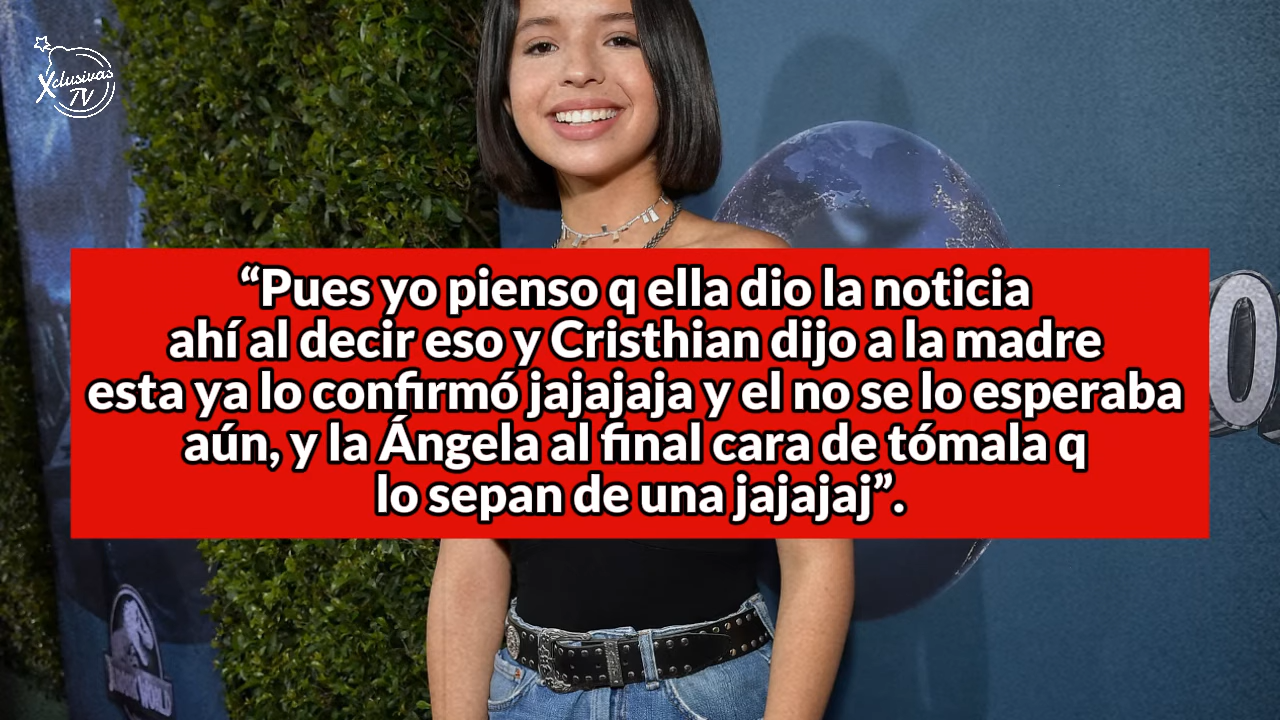 Xclusivas
TV
“Pues yo pienso q ella dio la noticia
ahí al decir eso y Cristhian dijo a la madre
esta ya lo confirmó jajajaja y el no se lo esperaba
aún, y la Ángela al final cara de tómala q
lo sepan de una jajajaj”.
WORLD